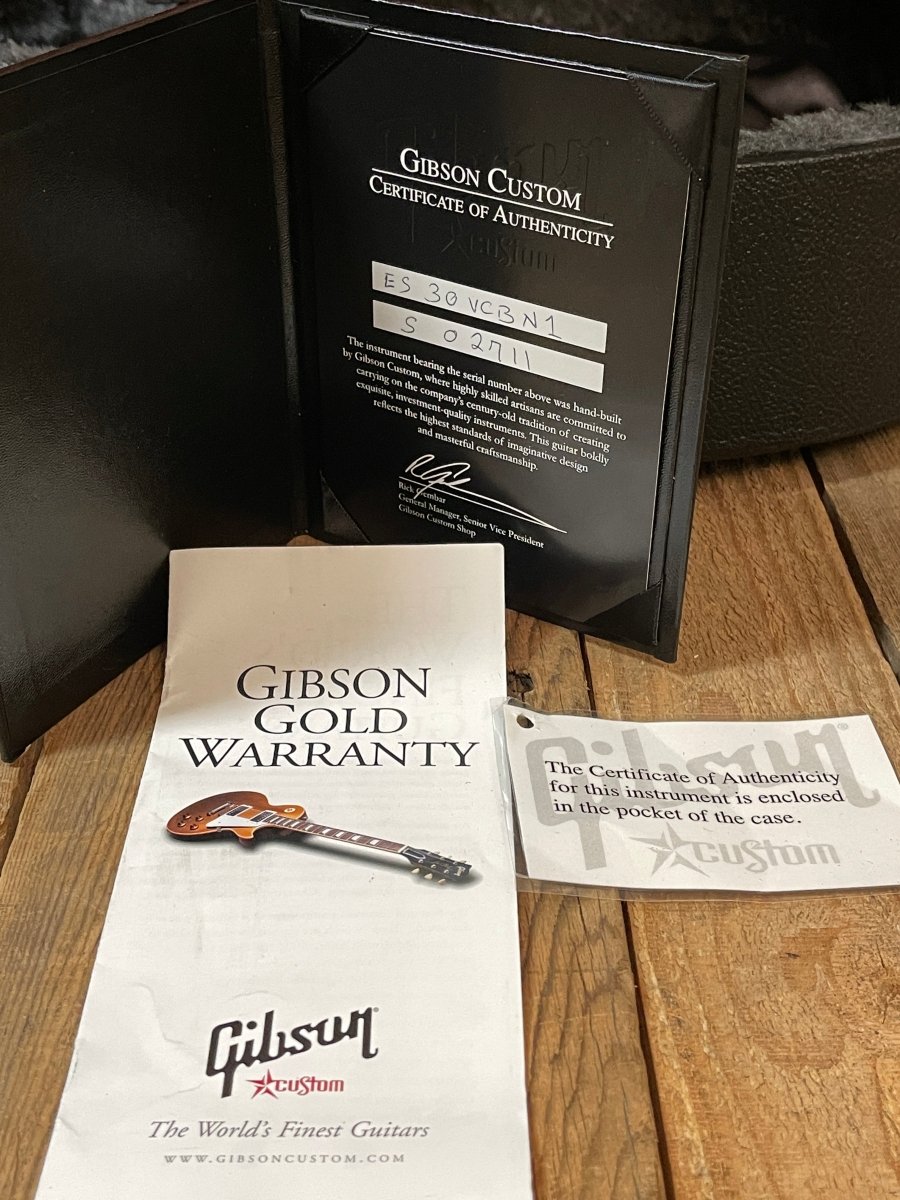 GIBSON CUSTOM
CERTIFICATE OF AUTHENTICITY
ES 30 VCBN1
S 02711
The instrument bearing the serial number above was hand-built
by Gibson Custom, where highly skilled artisans are committed to
carrying on the company's century-old tradition of creating
exquisite, investment-quality instruments. This guitar boldly
reflects the highest standards of imaginative design
and masterful craftsmanship.
Rick Gembar
General Manager, Senior Vice President
Gibson Custom Shop
GIBSON
GOLD
WARRANTY
Gibson
CUSTOM
The World's Finest Guitars
WWW.GIBSONCUSTOM.COM
Gibson®
The Certificate of Authenticity
for this instrument is enclosed
in the pocket of the case.
CUSTOM